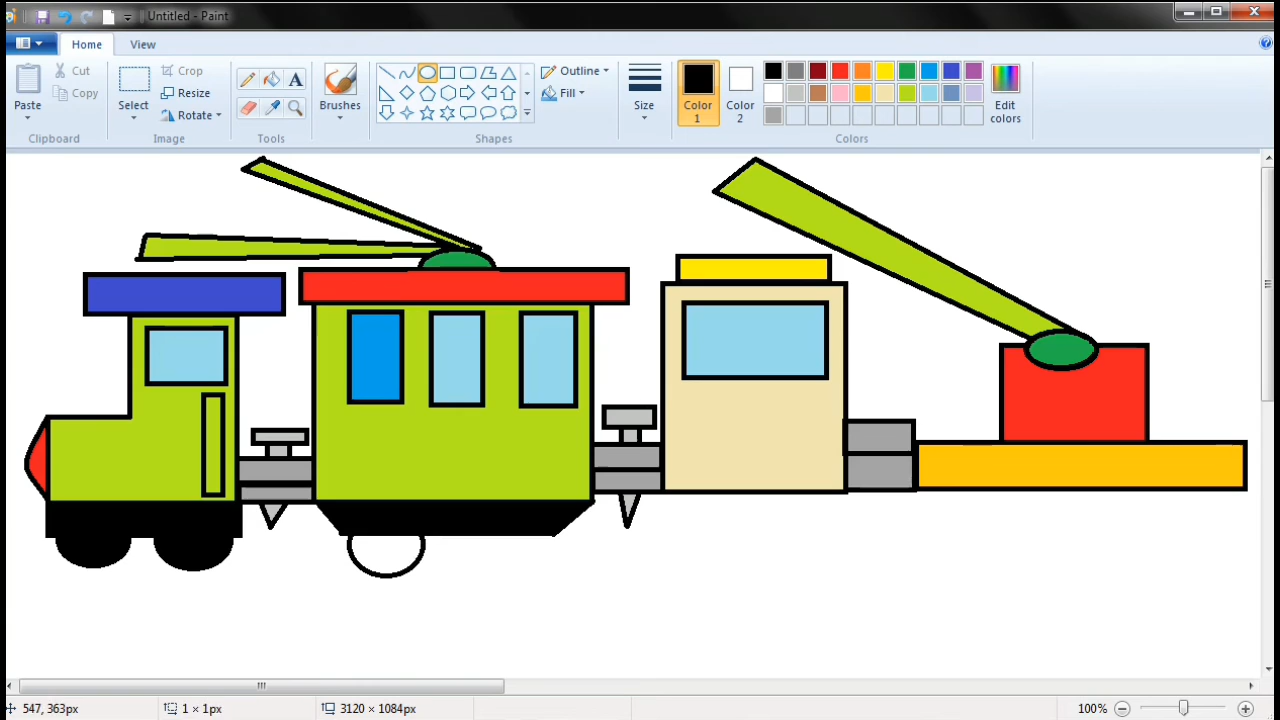 Untitled - Paint
Home View
Paste
Cut
Copy
Clipboard
Select
Crop
Resize
Rotate
Image
A
Tools
Brushes
Outline
Fill
Shapes
Size
Color 1
Color 2
Edit colors
Colors
547, 363px
1 × 1px
3120 × 1084px
100%